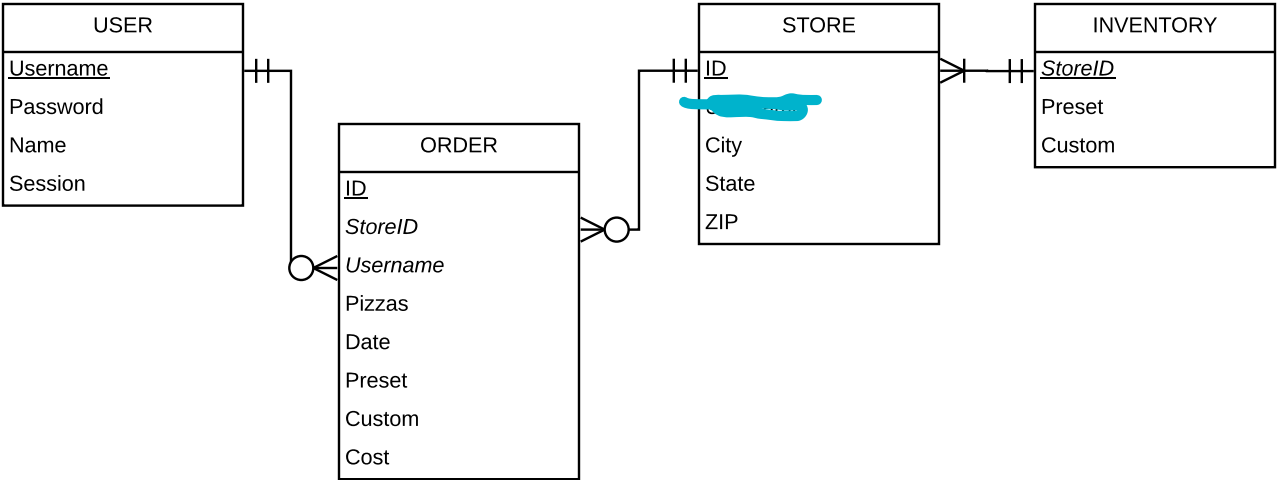 USER
Username
Password
Name
Session
ORDER
ID
StoreID
Username
Pizzas
Date
Preset
Custom
Cost
STORE
ID
City
State
ZIP
INVENTORY
StoreID
Preset
Custom